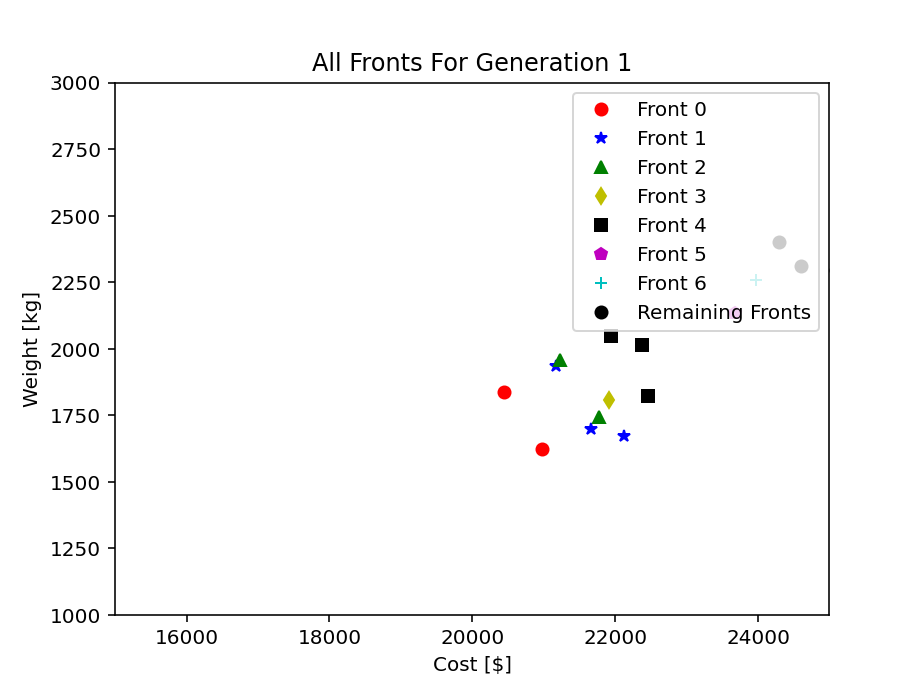 All Fronts For Generation 1
3000
2750
2500
2250
2000
1750
1500
1250
1000
Weight [kg]
Front 0
Front 1
Front 2
Front 3
Front 4
Front 5
Front 6
Remaining Fronts
16000 18000 20000 22000 24000
Cost [$]